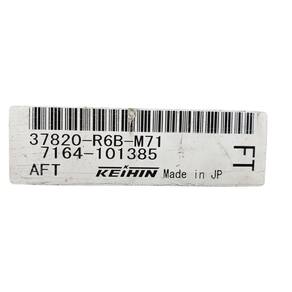 37820-R6B-M71
7164-101385
AFT KEIHIN Made in JP
FT